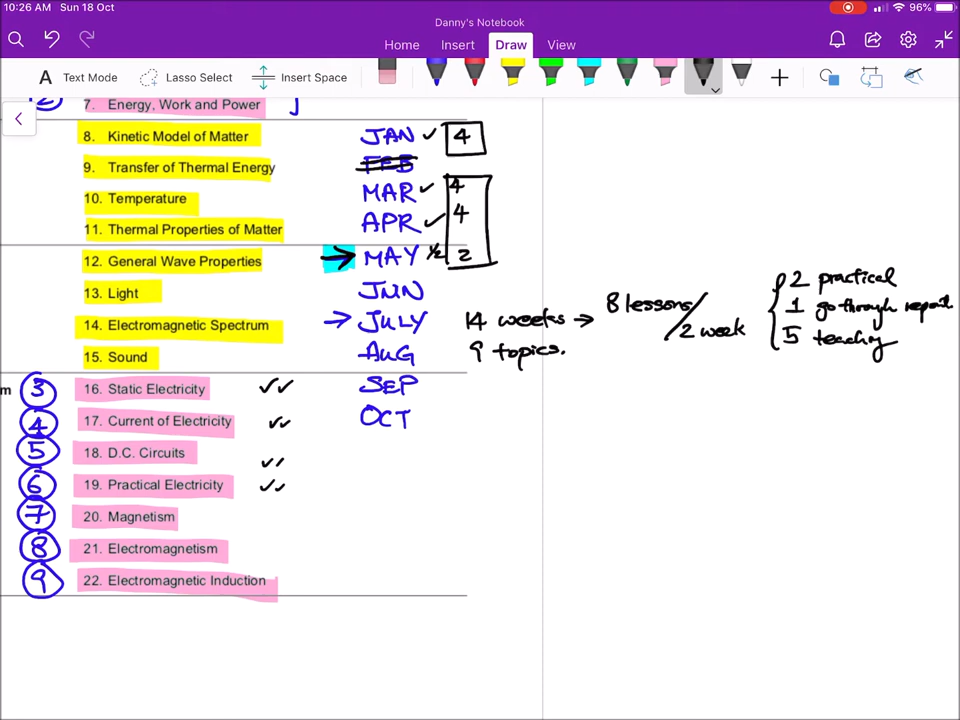 10:26 AM Sun 18 Oct
96%
Danny's Notebook
Home Insert Draw View
A Text Mode Lasso Select Insert Space
2 7. Energy, Work and Power
8. Kinetic Model of Matter JAN ✓ 4
9. Transfer of Thermal Energy FEB
MAR ✓ 4
10. Temperature
APR ✓ 4
11. Thermal Properties of Matter
12. General Wave Properties → MAY ½ 2
13. Light JUN
14. Electromagnetic Spectrum → JULY
15. Sound AUG
14 weeks → 8 lessons/2 week
9 topics.
2 practical
1 go through report
5 teaching
m 3 16. Static Electricity ✓✓ SEP
4 17. Current of Electricity ✓✓ OCT
5 18. D.C. Circuits ✓✓
6 19. Practical Electricity ✓✓
7 20. Magnetism
8 21. Electromagnetism
9 22. Electromagnetic Induction